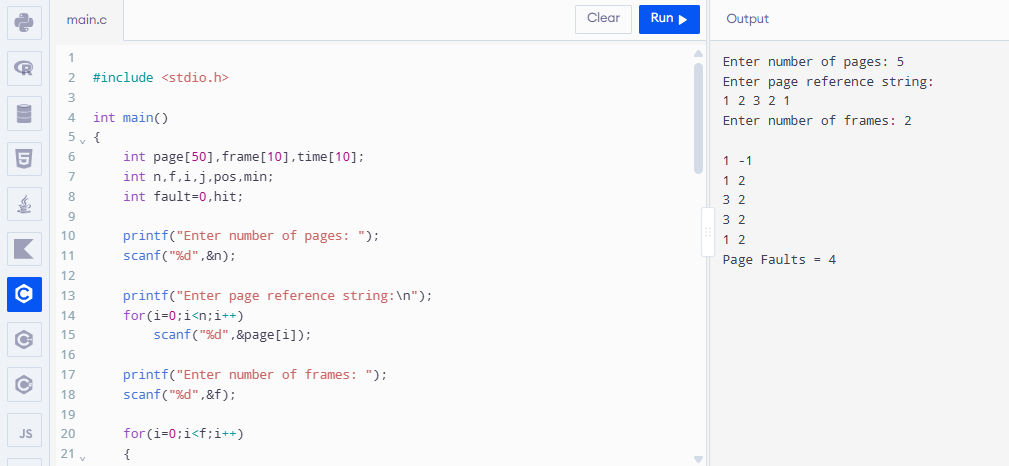 main.c
Clear
Run
Output
1
2 #include <stdio.h>
3
4 int main()
5 {
6 int page[50],frame[10],time[10];
7 int n,f,i,j,pos,min;
8 int fault=0,hit;
9
10 printf("Enter number of pages: ");
11 scanf("%d",&n);
12
13 printf("Enter page reference string:\n");
14 for(i=0;i<n;i++)
15 scanf("%d",&page[i]);
16
17 printf("Enter number of frames: ");
18 scanf("%d",&f);
19
20 for(i=0;i<f;i++)
21 {
Enter number of pages: 5
Enter page reference string:
1 2 3 2 1
Enter number of frames: 2
1 -1
1 2
3 2
3 2
1 2
Page Faults = 4
R
5
C
C
C
JS